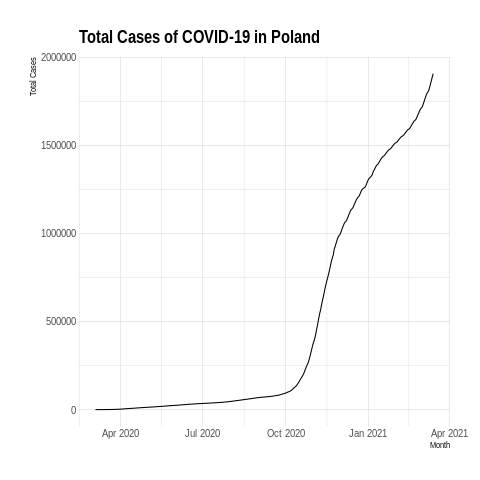 Total Cases of COVID-19 in Poland
Total Cases
2000000
1500000
1000000
500000
0
Apr 2020 Jul 2020 Oct 2020 Jan 2021 Apr 2021
Month